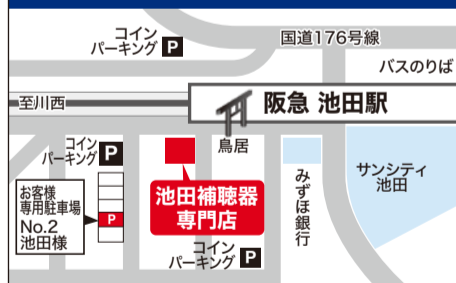 コイン
パーキング P
国道176号線
バスのりば
至川西
阪急 池田駅
鳥居
コイン
パーキング P
お客様
専用駐車場
No.2
池田様
P
池田補聴器
専門店
みずほ銀行
サンシティ
池田
コイン
パーキング P